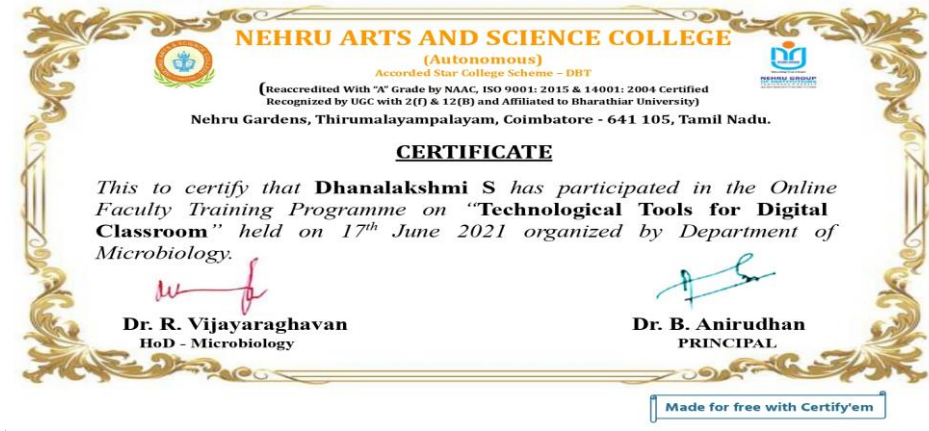 NEHRU ARTS AND SCIENCE COLLEGE
(Autonomous)
Accorded Star College Scheme – DBT
(Reaccredited With "A" Grade by NAAC, ISO 9001: 2015 & 14001: 2004 Certified
Recognized by UGC with 2(f) & 12(B) and Affiliated to Bharathiar University)
Nehru Gardens, Thirumalayampalayam, Coimbatore - 641 105, Tamil Nadu.
NEHRU GROUP
OF INSTITUTIONS
CERTIFICATE
This to certify that Dhanalakshmi S has participated in the Online
Faculty Training Programme on “Technological Tools for Digital
Classroom” held on 17th June 2021 organized by Department of
Microbiology.
Dr. R. Vijayaraghavan
HoD - Microbiology
Dr. B. Anirudhan
PRINCIPAL
Made for free with Certify'em